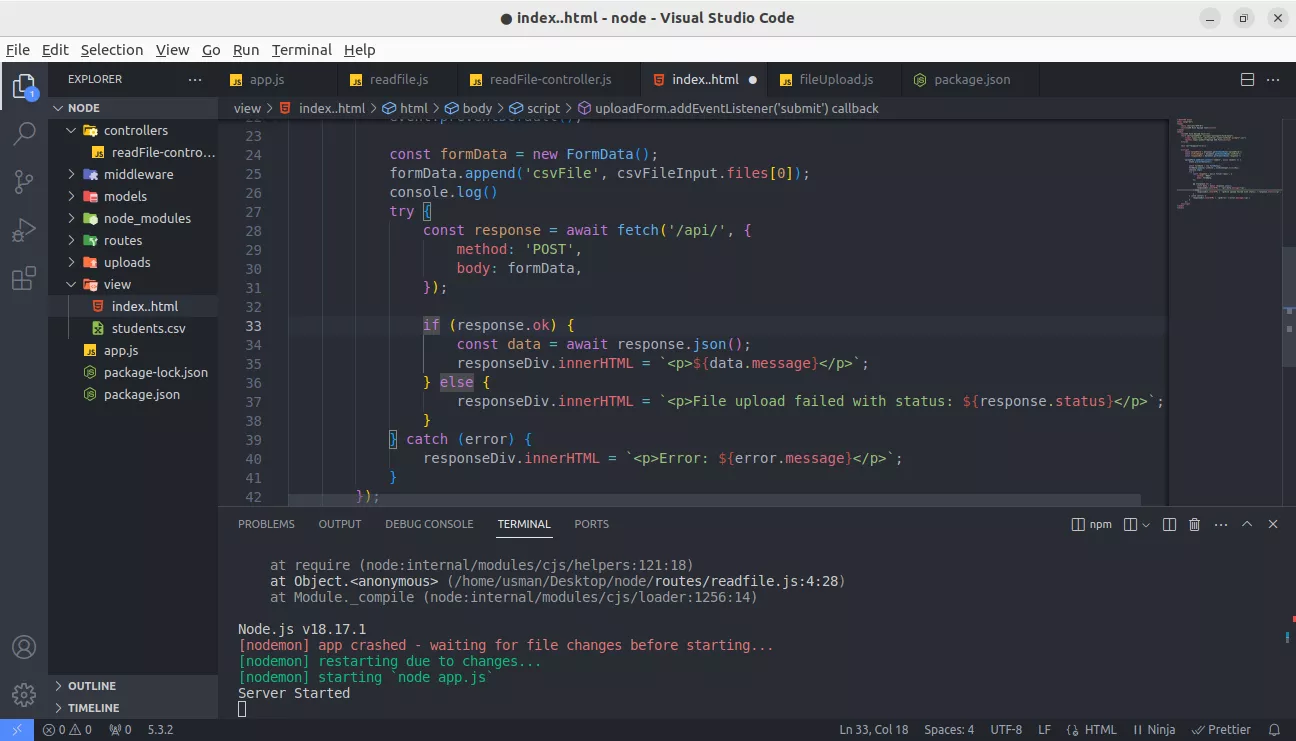 ● index..html - node - Visual Studio Code
File Edit Selection View Go Run Terminal Help
EXPLORER ...
JS app.js
JS readfile.js
JS readFile-controller.js
index..html ●
JS fileUpload.js
package.json
1
NODE
controllers
JS readFile-contro...
middleware
models
node_modules
routes
uploads
view
index..html
students.csv
JS app.js
package-lock.json
package.json
OUTLINE
TIMELINE
view > index..html > html > body > script > uploadForm.addEventListener('submit') callback
22 event.preventDefault();
23
24 const formData = new FormData();
25 formData.append('csvFile', csvFileInput.files[0]);
26 console.log()
27 try {
28 const response = await fetch('/api/', {
29 method: 'POST',
30 body: formData,
31 });
32
33 if (response.ok) {
34 const data = await response.json();
35 responseDiv.innerHTML = `<p>${data.message}</p>`;
36 } else {
37 responseDiv.innerHTML = `<p>File upload failed with status: ${response.status}</p>`;
38 }
39 } catch (error) {
40 responseDiv.innerHTML = `<p>Error: ${error.message}</p>`;
41 }
42 });
PROBLEMS OUTPUT DEBUG CONSOLE TERMINAL PORTS npm
at require (node:internal/modules/cjs/helpers:121:18)
at Object.<anonymous> (/home/usman/Desktop/node/routes/readfile.js:4:28)
at Module._compile (node:internal/modules/cjs/loader:1256:14)
Node.js v18.17.1
[nodemon] app crashed - waiting for file changes before starting...
[nodemon] restarting due to changes...
[nodemon] starting `node app.js`
Server Started
0 0 0 5.3.2 Ln 33, Col 18 Spaces: 4 UTF-8 LF HTML Ninja Prettier